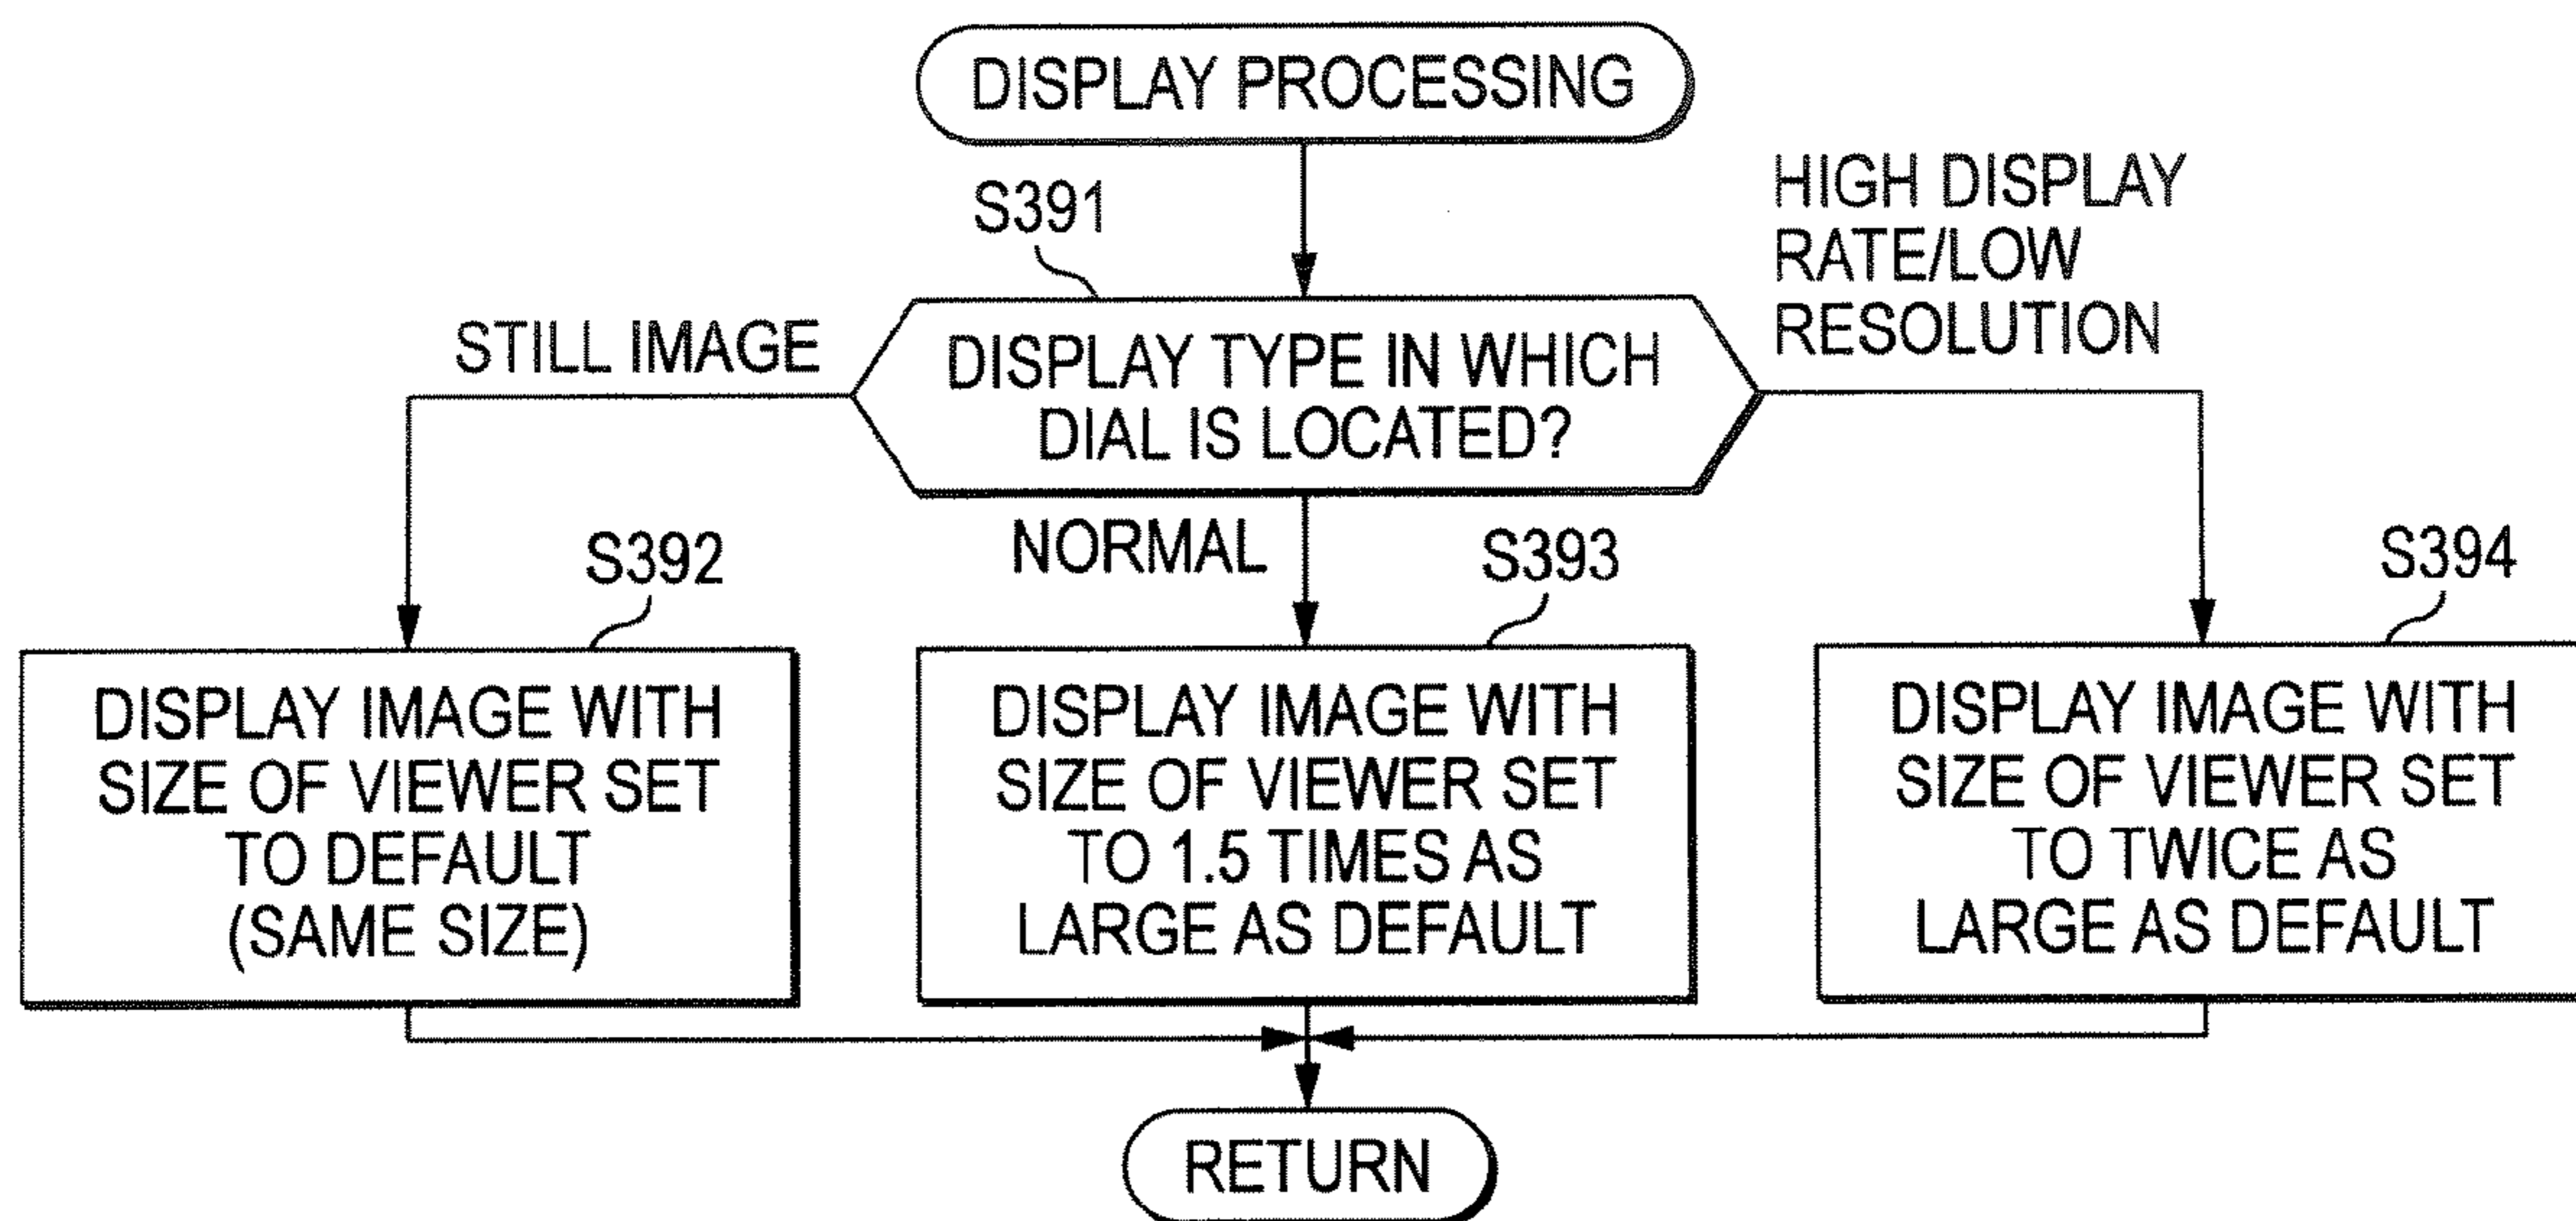 DISPLAY PROCESSING
S391
DISPLAY TYPE IN WHICH
DIAL IS LOCATED?
STILL IMAGE
NORMAL
HIGH DISPLAY
RATE/LOW
RESOLUTION
S392
DISPLAY IMAGE WITH
SIZE OF VIEWER SET
TO DEFAULT
(SAME SIZE)
S393
DISPLAY IMAGE WITH
SIZE OF VIEWER SET
TO 1.5 TIMES AS
LARGE AS DEFAULT
S394
DISPLAY IMAGE WITH
SIZE OF VIEWER SET
TO TWICE AS
LARGE AS DEFAULT
RETURN